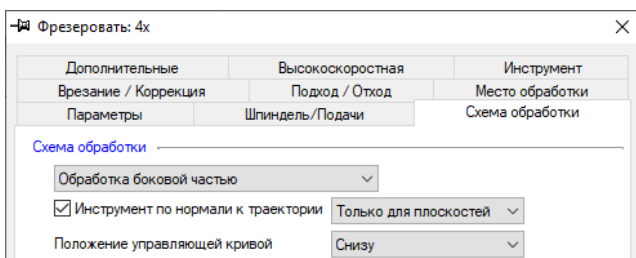 Фрезеровать: 4x
Дополнительные Высокоскоростная Инструмент
Врезание / Коррекция Подход / Отход Место обработки
Параметры Шпиндель/Подачи Схема обработки
Схема обработки
Обработка боковой частью
Инструмент по нормали к траектории Только для плоскостей
Положение управляющей кривой Снизу